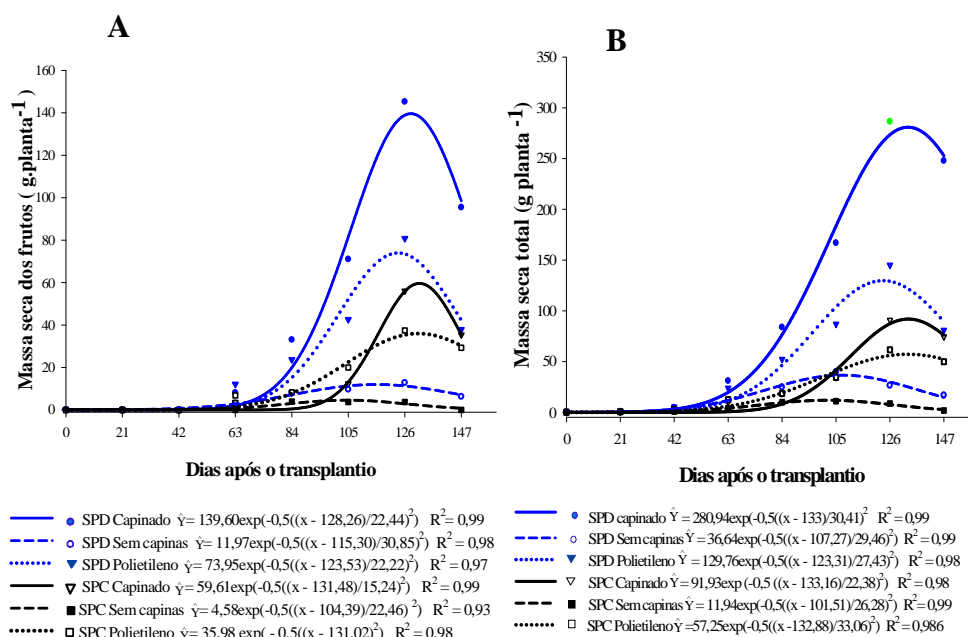 A
B
Massa seca dos frutos ( g.planta-1)
160
140
120
100
80
60
40
20
0
0 21 42 63 84 105 126 147
Dias após o transplantio
Massa seca total (g planta -1)
350
300
250
200
150
100
50
0
0 21 42 63 84 105 126 147
Dias após o transplantio
SPD Capinado Ŷ= 139,60exp(-0,5((x - 128,26)/22,44)2) R2= 0,99
SPD Sem capinas Ŷ= 11,97exp(-0,5((x - 115,30)/30,85)2) R2= 0,98
SPD Polietileno Ŷ= 73,95exp(-0,5((x - 123,53)/22,22)2) R2= 0,97
SPC Capinado Ŷ= 59,61exp(-0,5((x - 131,48)/15,24)2) R2= 0,99
SPC Sem capinas Ŷ= 4,58exp(-0,5((x - 104,39)/22,46 )2) R2= 0,93
SPC Polietileno Ŷ= 35,98 exp( - 0,5((x - 131,02)2) R2= 0,98
SPD capinado Ŷ = 280,94exp(-0,5((x - 133)/30,41)2) R2 = 0,99
SPD Sem capinas Ŷ = 36,64exp(-0,5((x - 107,27)/29,46)2) R2 = 0,99
SPD Polietileno Ŷ = 129,76exp(-0,5((x - 123,31)/27,43)2) R2 = 0,98
SPC Capinado Ŷ = 91,93exp (-0,5((x - 133,16)/22,38)2) R2 = 0,98
SPC Sem capinas Ŷ = 11,94exp(-0,5((x - 101,51)/26,28)2) R2=0,99
SPC Polietileno Ŷ = 57,25exp(-0,5((x -132,88)/33,06)2) R2= 0,986